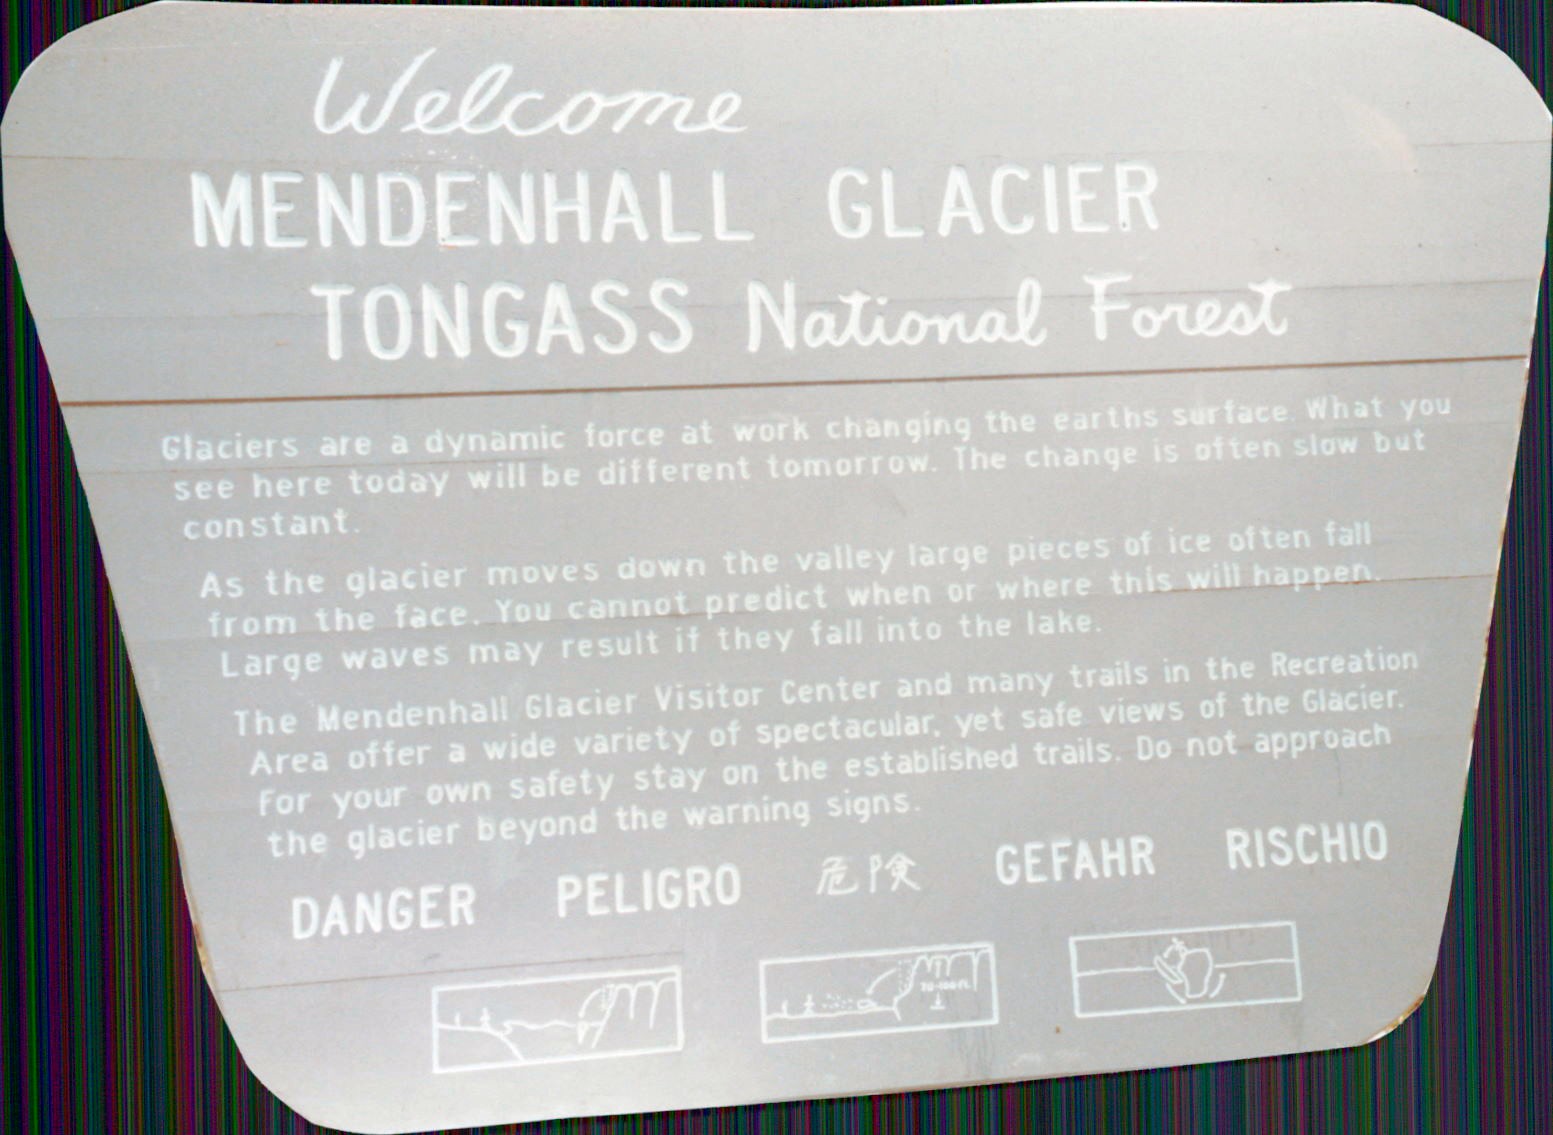 Welcome
MENDENHALL GLACIER
TONGASS National Forest
Glaciers are a dynamic force at work changing the earths surface. What you
see here today will be different tomorrow. The change is often slow but
constant.
As the glacier moves down the valley large pieces of ice often fall
from the face. You cannot predict when or where this will happen.
Large waves may result if they fall into the lake.
The Mendenhall Glacier Visitor Center and many trails in the Recreation
Area offer a wide variety of spectacular, yet safe views of the Glacier.
For your own safety stay on the established trails. Do not approach
the glacier beyond the warning signs.
DANGER PELIGRO 危険 GEFAHR RISCHIO
70-100 ft.